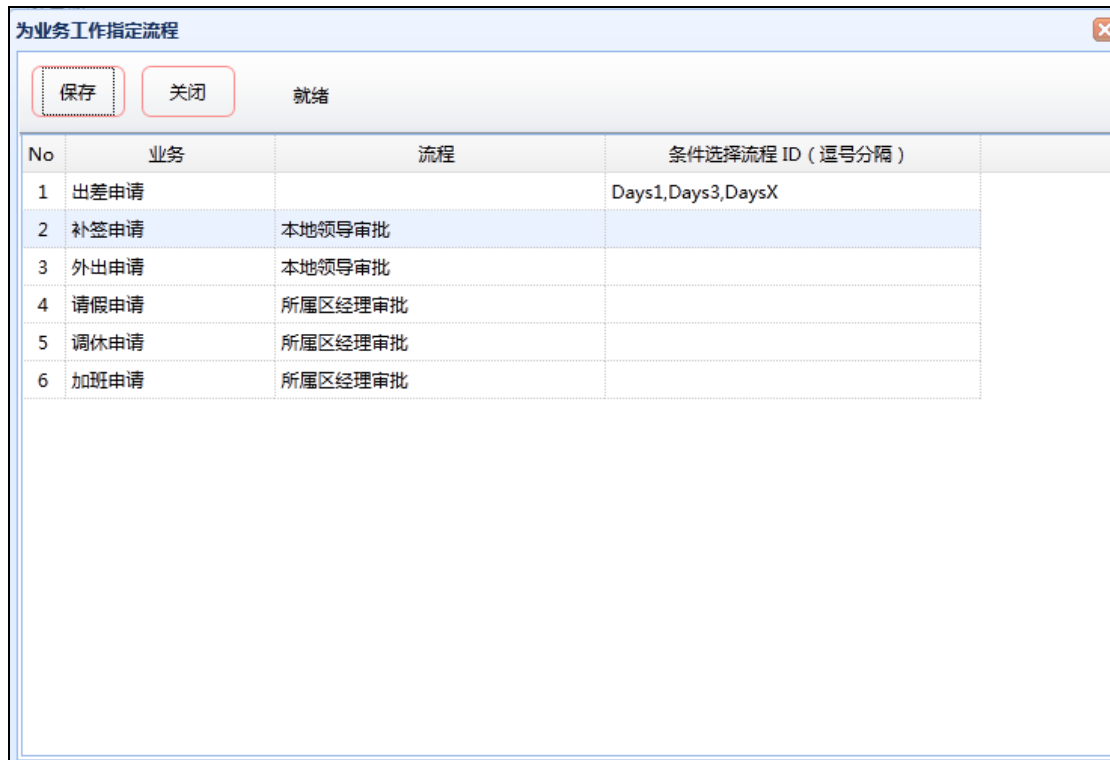 为业务工作指定流程
保存 关闭 就绪
No 业务 流程 条件选择流程 ID（逗号分隔）
1 出差申请 Days1,Days3,DaysX
2 补签申请 本地领导审批
3 外出申请 本地领导审批
4 请假申请 所属区经理审批
5 调休申请 所属区经理审批
6 加班申请 所属区经理审批